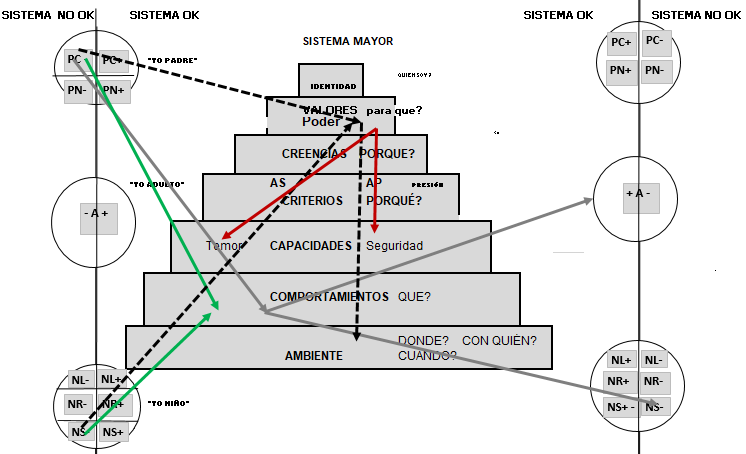 SISTEMA NO OK
SISTEMA OK
SISTEMA OK
SISTEMA NO OK
SISTEMA MAYOR
PC
PC+
"YO PADRE"
PN-
PN+
PC+
PC-
PN+
PN-
QUIEN SOY?
IDENTIDAD
VALORES para que?
Poder
CREENCIAS PORQUE?
AS
AP
PRESIÓN
CRITERIOS PORQUÉ?
"YO ADULTO"
- A +
+ A -
Temor
CAPACIDADES
Seguridad
COMPORTAMIENTOS QUE?
DONDE? CON QUIÉN?
AMBIENTE
CUÁNDO?
NL-
NL+
NR-
NR+
"YO NIÑO"
NS
NS+
NL+
NL-
NR+
NR-
NS+ -
NS-